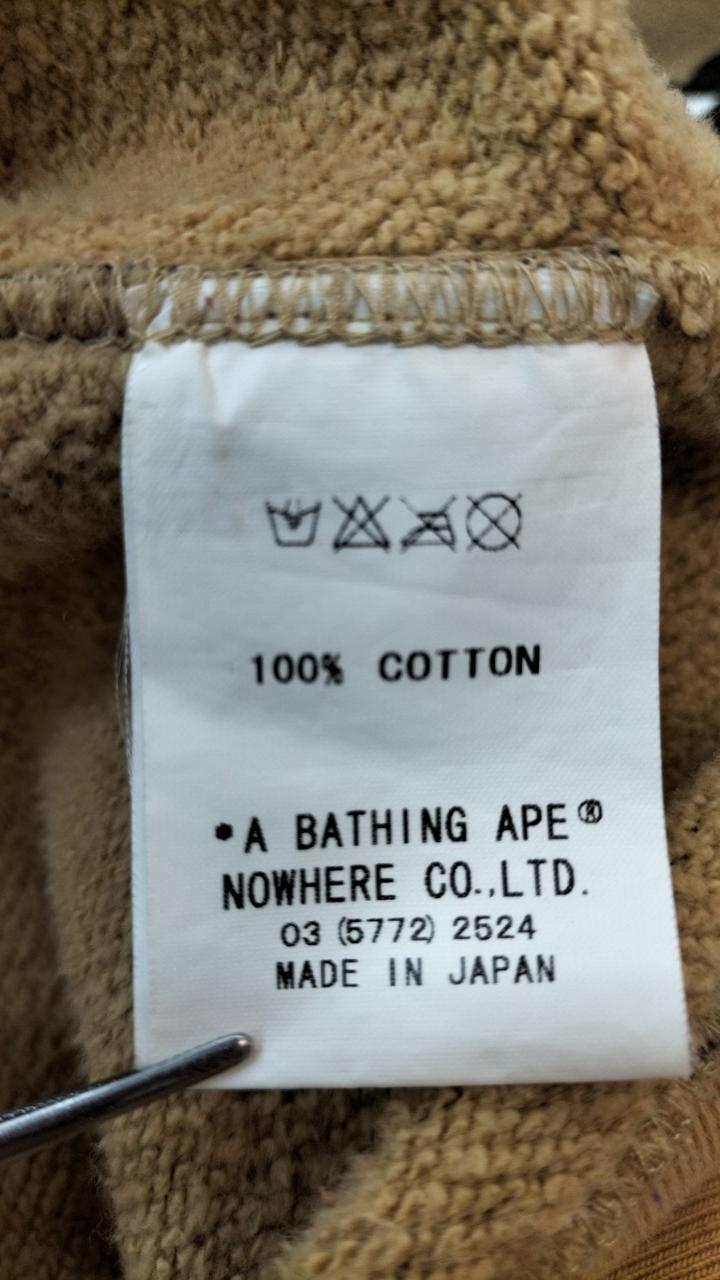 100% COTTON
•A BATHING APE®
NOWHERE CO.,LTD.
03 (5772) 2524
MADE IN JAPAN